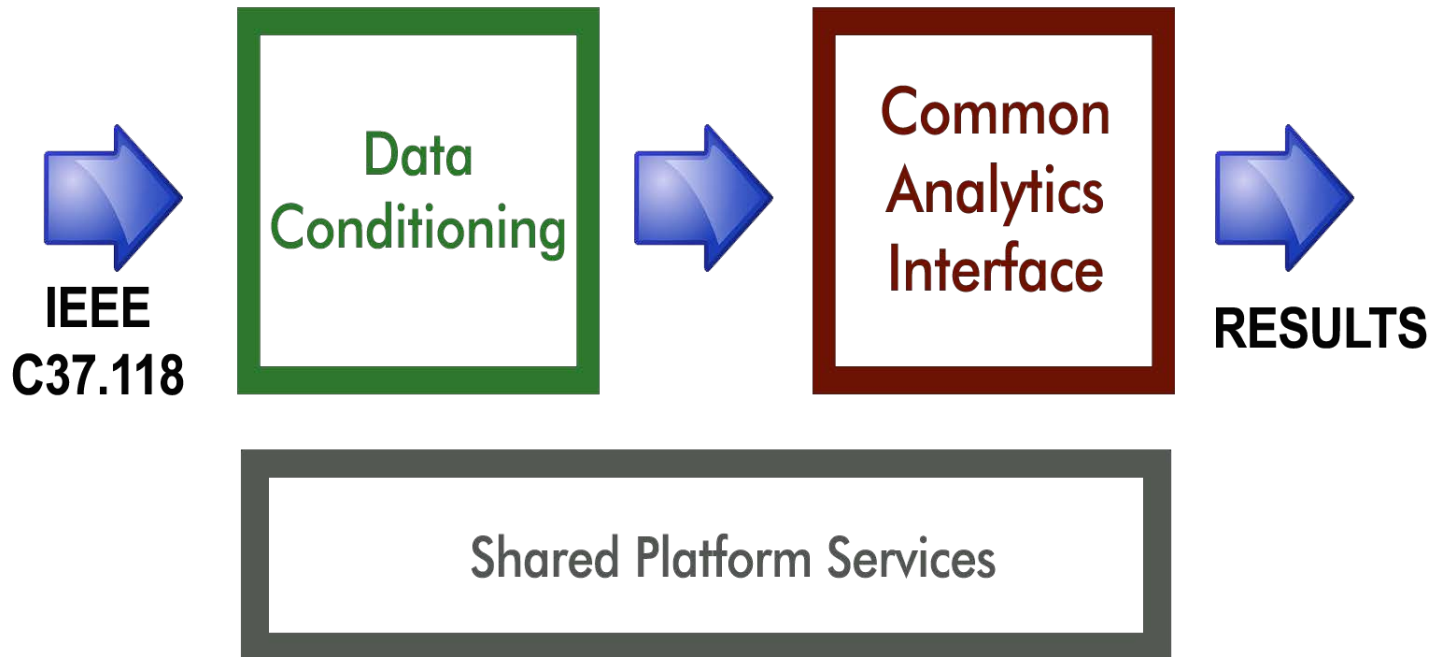 IEEE
C37.118
Data
Conditioning
Common
Analytics
Interface
RESULTS
Shared Platform Services